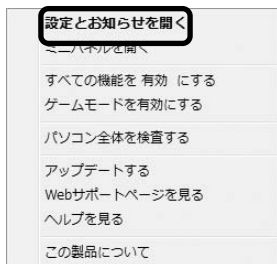 設定とお知らせを開く
ミニパネルを開く
すべての機能を 有効 にする
ゲームモードを有効にする
パソコン全体を検査する
アップデートする
Webサポートページを見る
ヘルプを見る
この製品について